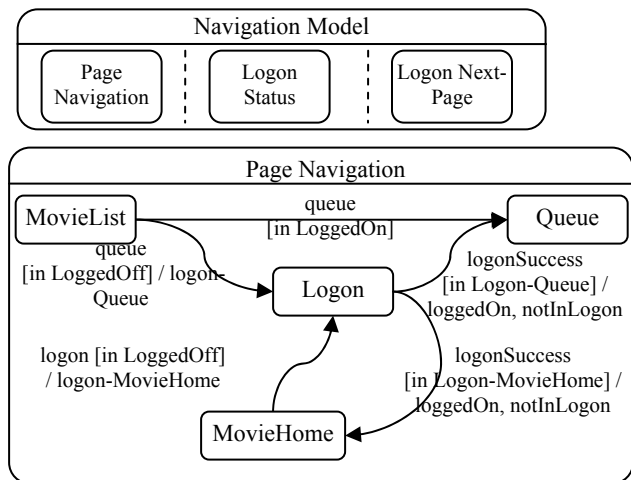 Navigation Model
Page
Navigation
Logon
Status
Logon Next-
Page
Page Navigation
MovieList
queue
[in LoggedOn]
Queue
queue
[in LoggedOff] / logon-
Queue
Logon
logonSuccess
[in Logon-Queue] /
loggedOn, notInLogon
logon [in LoggedOff]
/ logon-MovieHome
logonSuccess
[in Logon-MovieHome] /
loggedOn, notInLogon
MovieHome